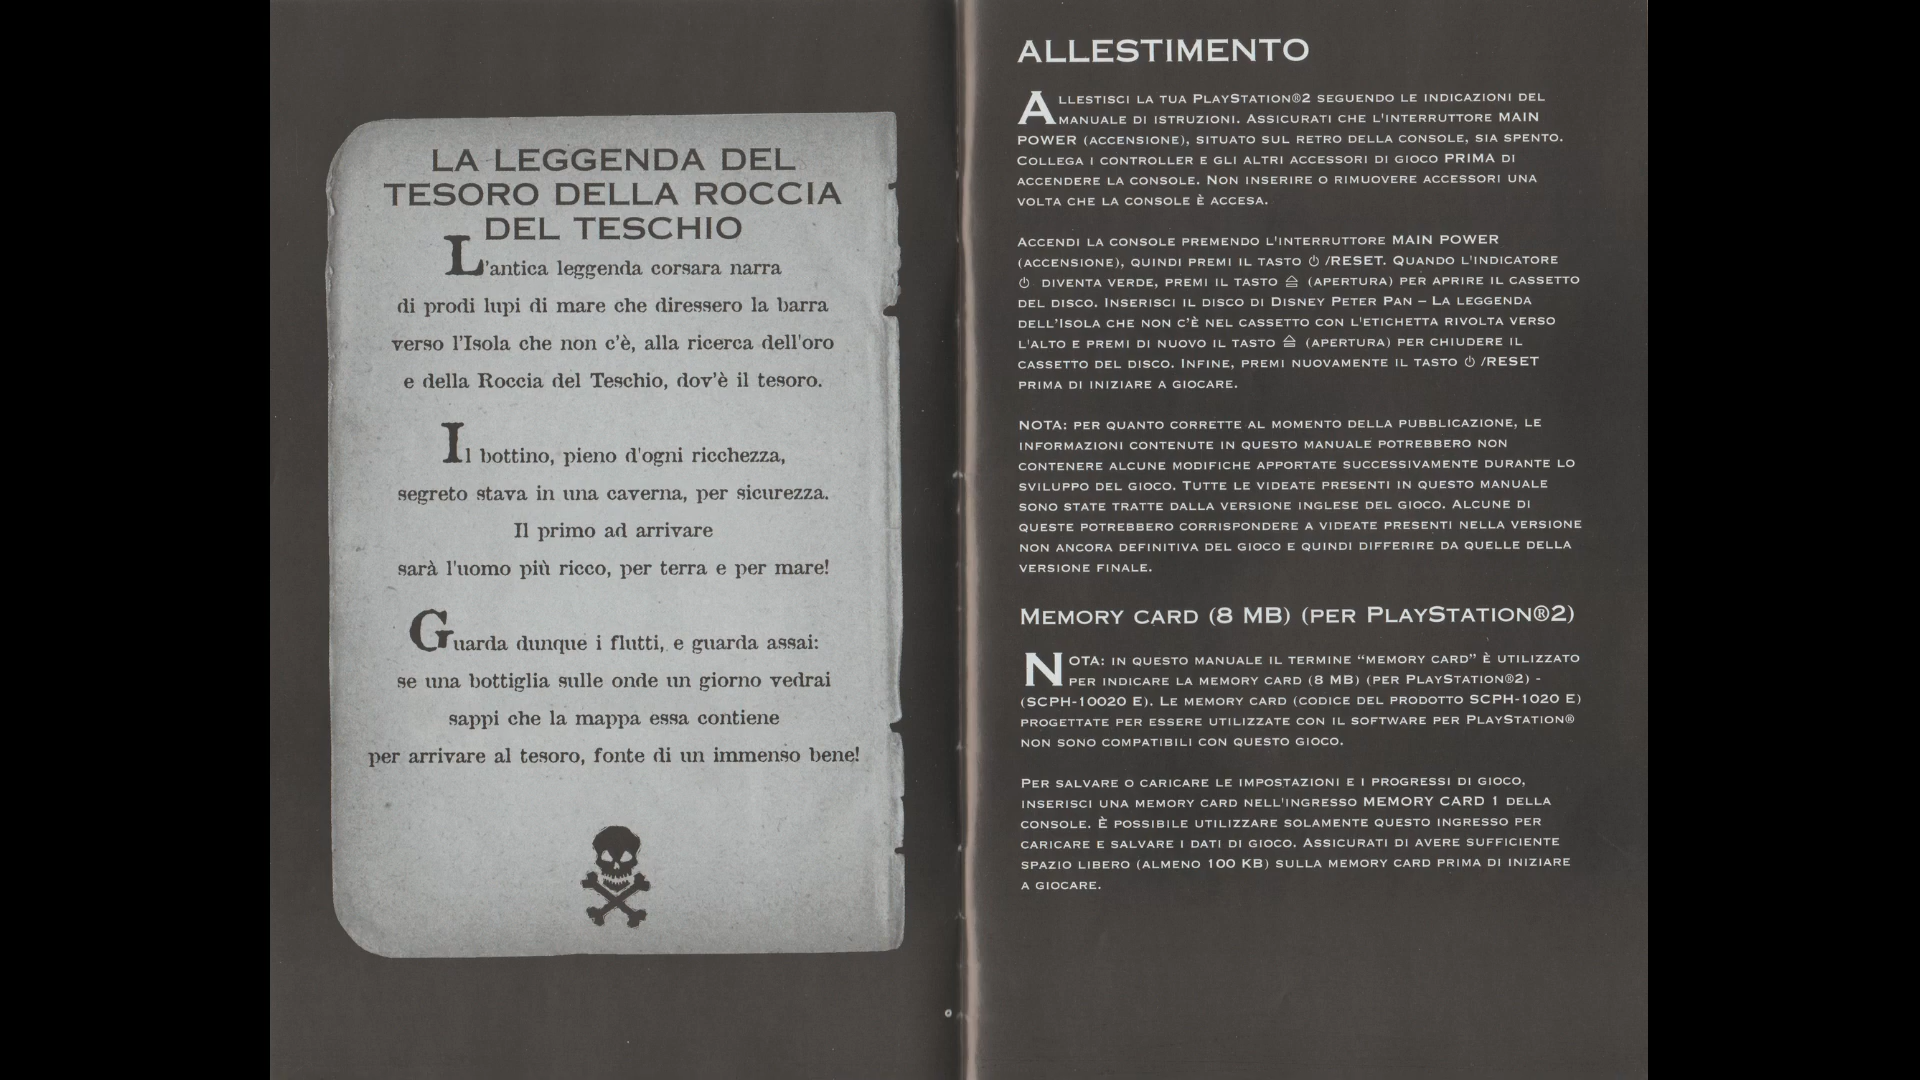 LA LEGGENDA DEL
TESORO DELLA ROCCIA
DEL TESCHIO
L'antica leggenda corsara narra
di prodi lupi di mare che diressero la barra
verso l'Isola che non c'è, alla ricerca dell'oro
e della Roccia del Teschio, dov'è il tesoro.
Il bottino, pieno d'ogni ricchezza,
segreto stava in una caverna, per sicurezza.
Il primo ad arrivare
sarà l'uomo più ricco, per terra e per mare!
Guarda dunque i flutti, e guarda assai:
se una bottiglia sulle onde un giorno vedrai
sappi che la mappa essa contiene
per arrivare al tesoro, fonte di un immenso bene!
ALLESTIMENTO
ALLESTISCI LA TUA PLAYSTATION®2 SEGUENDO LE INDICAZIONI DEL
MANUALE DI ISTRUZIONI. ASSICURATI CHE L'INTERRUTTORE MAIN
POWER (ACCENSIONE), SITUATO SUL RETRO DELLA CONSOLE, SIA SPENTO.
COLLEGA I CONTROLLER E GLI ALTRI ACCESSORI DI GIOCO PRIMA DI
ACCENDERE LA CONSOLE. NON INSERIRE O RIMUOVERE ACCESSORI UNA
VOLTA CHE LA CONSOLE È ACCESA.
ACCENDI LA CONSOLE PREMENDO L'INTERRUTTORE MAIN POWER
(ACCENSIONE), QUINDI PREMI IL TASTO ⏻ /RESET. QUANDO L'INDICATORE
⏻ DIVENTA VERDE, PREMI IL TASTO ⏏ (APERTURA) PER APRIRE IL CASSETTO
DEL DISCO. INSERISCI IL DISCO DI DISNEY PETER PAN – LA LEGGENDA
DELL'ISOLA CHE NON C'È NEL CASSETTO CON L'ETICHETTA RIVOLTA VERSO
L'ALTO E PREMI DI NUOVO IL TASTO ⏏ (APERTURA) PER CHIUDERE IL
CASSETTO DEL DISCO. INFINE, PREMI NUOVAMENTE IL TASTO ⏻ /RESET
PRIMA DI INIZIARE A GIOCARE.
NOTA: PER QUANTO CORRETTE AL MOMENTO DELLA PUBBLICAZIONE, LE
INFORMAZIONI CONTENUTE IN QUESTO MANUALE POTREBBERO NON
CONTENERE ALCUNE MODIFICHE APPORTATE SUCCESSIVAMENTE DURANTE LO
SVILUPPO DEL GIOCO. TUTTE LE VIDEATE PRESENTI IN QUESTO MANUALE
SONO STATE TRATTE DALLA VERSIONE INGLESE DEL GIOCO. ALCUNE DI
QUESTE POTREBBERO CORRISPONDERE A VIDEATE PRESENTI NELLA VERSIONE
NON ANCORA DEFINITIVA DEL GIOCO E QUINDI DIFFERIRE DA QUELLE DELLA
VERSIONE FINALE.
MEMORY CARD (8 MB) (PER PLAYSTATION®2)
NOTA: IN QUESTO MANUALE IL TERMINE "MEMORY CARD" È UTILIZZATO
PER INDICARE LA MEMORY CARD (8 MB) (PER PLAYSTATION®2) -
(SCPH-10020 E). LE MEMORY CARD (CODICE DEL PRODOTTO SCPH-1020 E)
PROGETTATE PER ESSERE UTILIZZATE CON IL SOFTWARE PER PLAYSTATION®
NON SONO COMPATIBILI CON QUESTO GIOCO.
PER SALVARE O CARICARE LE IMPOSTAZIONI E I PROGRESSI DI GIOCO,
INSERISCI UNA MEMORY CARD NELL'INGRESSO MEMORY CARD 1 DELLA
CONSOLE. È POSSIBILE UTILIZZARE SOLAMENTE QUESTO INGRESSO PER
CARICARE E SALVARE I DATI DI GIOCO. ASSICURATI DI AVERE SUFFICIENTE
SPAZIO LIBERO (ALMENO 100 KB) SULLA MEMORY CARD PRIMA DI INIZIARE
A GIOCARE.